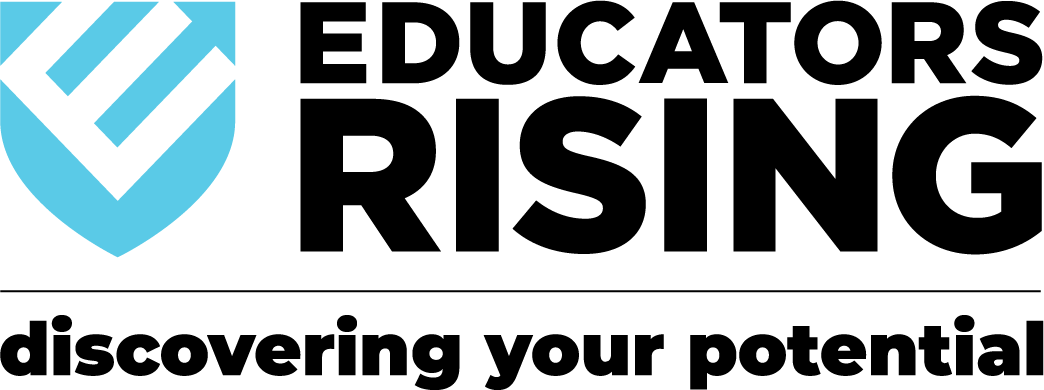 EDUCATORS
RISING
discovering your potential